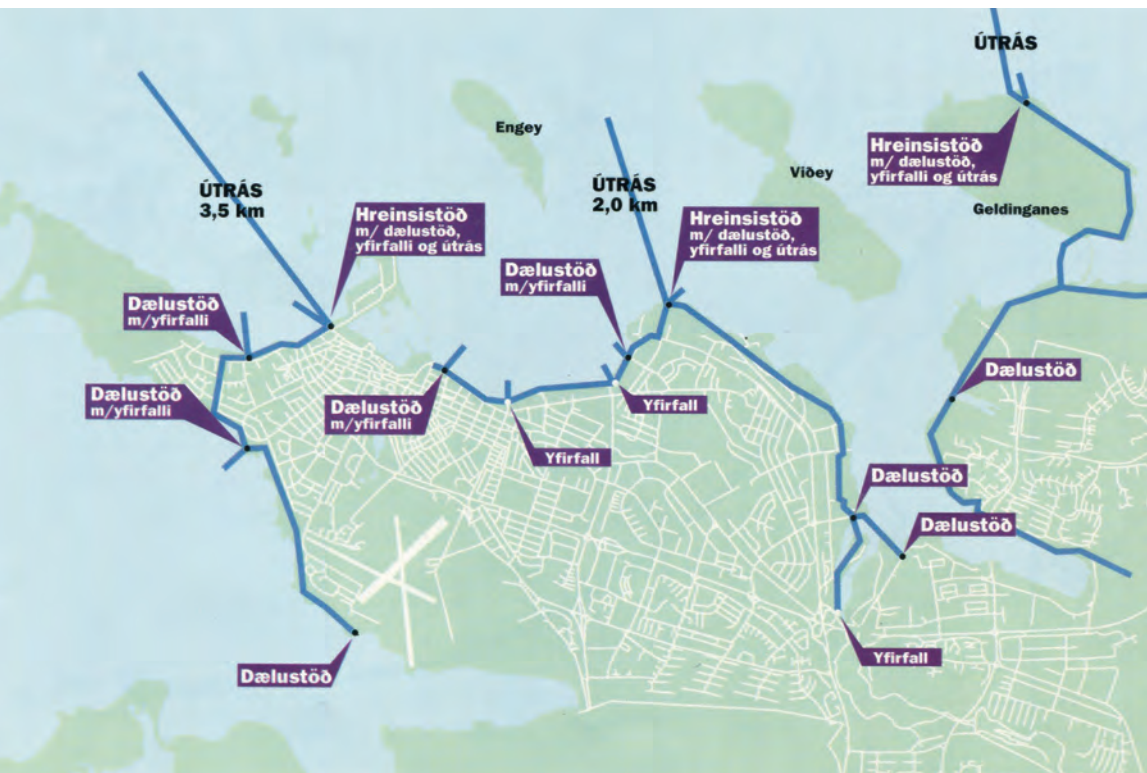 ÚTRÁS
Engey
Hreinsistöð
m/ dælustöð,
yfirfalli og útrás
Viðey
ÚTRÁS
3,5 km
ÚTRÁS
2,0 km
Geldinganes
Hreinsistöð
m/ dælustöð,
yfirfalli og útrás
Hreinsistöð
m/ dælustöð,
yfirfalli og útrás
Dælustöð
m/yfirfalli
Dælustöð
m/yfirfalli
Dælustöð
m/yfirfalli
Dælustöð
m/yfirfalli
Dælustöð
Yfirfall
Yfirfall
Dælustöð
Dælustöð
Yfirfall
Dælustöð